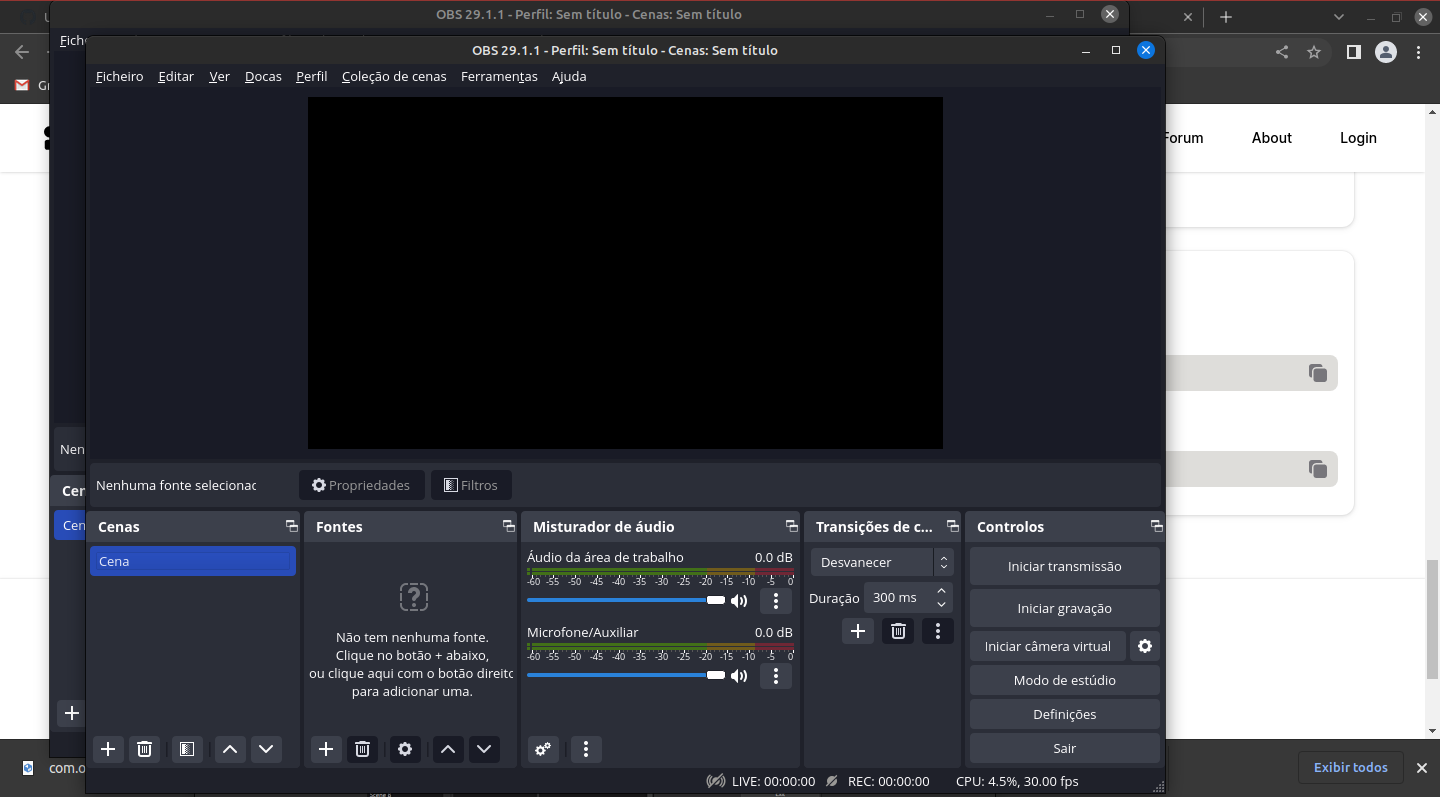 OBS 29.1.1 - Perfil: Sem título - Cenas: Sem título
OBS 29.1.1 - Perfil: Sem título - Cenas: Sem título
Ficheiro Editar Ver Docas Perfil Coleção de cenas Ferramentas Ajuda
Forum About Login
Nenhuma fonte selecionac Propriedades Filtros
Cenas Fontes Misturador de áudio Transições de c... Controlos
Cena
Áudio da área de trabalho 0.0 dB
-60 -55 -50 -45 -40 -35 -30 -25 -20 -15 -10 -5 0
Microfone/Auxiliar 0.0 dB
-60 -55 -50 -45 -40 -35 -30 -25 -20 -15 -10 -5 0
Não tem nenhuma fonte.
Clique no botão + abaixo,
ou clique aqui com o botão direito
para adicionar uma.
Desvanecer
Duração 300 ms
Iniciar transmissão
Iniciar gravação
Iniciar câmera virtual
Modo de estúdio
Definições
Sair
LIVE: 00:00:00 REC: 00:00:00 CPU: 4.5%, 30.00 fps
com.o
Exibir todos